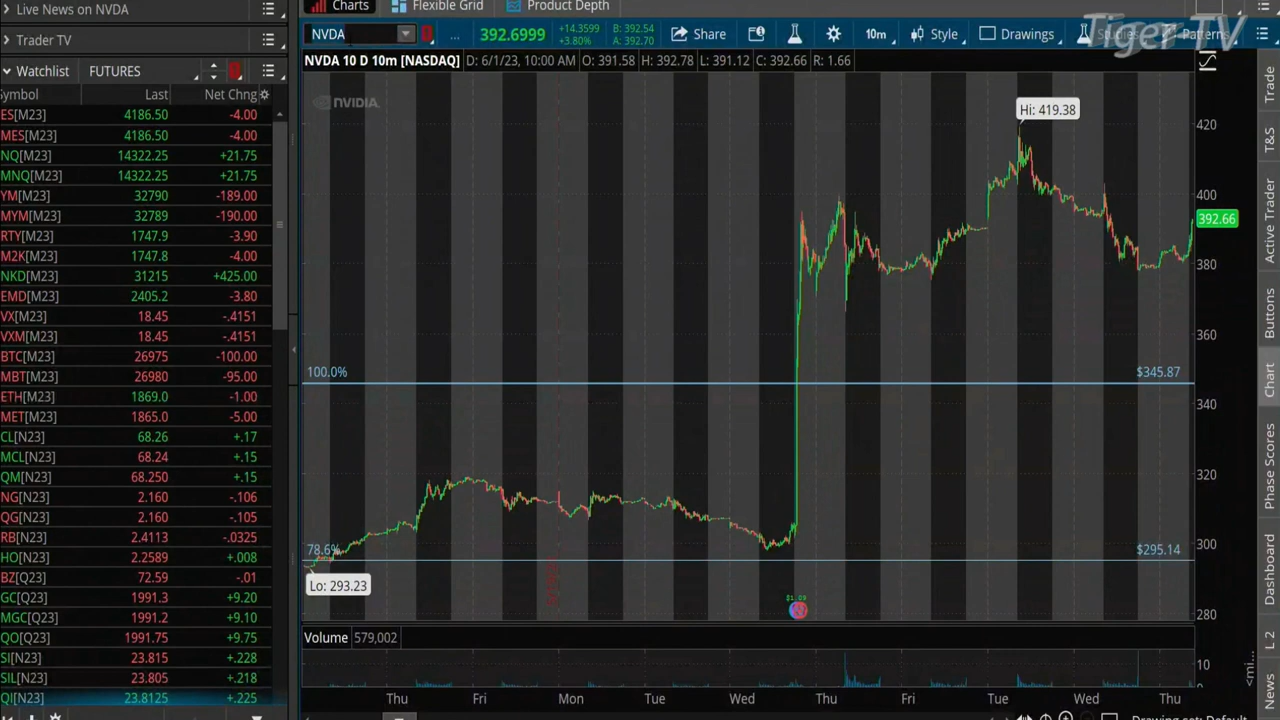 Live News on NVDA
Trader TV
Watchlist FUTURES
Symbol Last Net Chng
ES[M23] 4186.50 -4.00
MES[M23] 4186.50 -4.00
NQ[M23] 14322.25 +21.75
MNQ[M23] 14322.25 +21.75
YM[M23] 32790 -189.00
MYM[M23] 32789 -190.00
RTY[M23] 1747.9 -3.90
M2K[M23] 1747.8 -4.00
NKD[M23] 31215 +425.00
EMD[M23] 2405.2 -3.80
VX[M23] 18.45 -.4151
VXM[M23] 18.45 -.4151
BTC[M23] 26975 -100.00
MBT[M23] 26980 -95.00
ETH[M23] 1869.0 -1.00
MET[M23] 1865.0 -5.00
CL[N23] 68.26 +.17
MCL[N23] 68.24 +.15
QM[N23] 68.250 +.15
NG[N23] 2.160 -.106
QG[N23] 2.160 -.105
RB[N23] 2.4113 -.0325
HO[N23] 2.2589 +.008
BZ[Q23] 72.59 -.01
GC[Q23] 1991.3 +9.20
MGC[Q23] 1991.2 +9.10
QO[Q23] 1991.75 +9.75
SI[N23] 23.815 +.228
SIL[N23] 23.805 +.218
QI[N23] 23.8125 +.225
Charts Flexible Grid Product Depth
NVDA ... 392.6999 +14.3599 +3.80% B: 392.54 A: 392.70 Share 10m Style Drawings Studies Patterns
Tiger TV
NVDA 10 D 10m [NASDAQ] D: 6/1/23, 10:00 AM O: 391.58 H: 392.78 L: 391.12 C: 392.66 R: 1.66
NVIDIA.
Hi: 419.38
420
400
392.66
380
360
100.0% $345.87
340
320
78.6% $295.14
300
Lo: 293.23
$1.09
280
Volume 579,002
10
0
Thu Fri Mon Tue Wed Thu Fri Tue Wed Thu
Drawing set: Default
Trade
T&S
Active Trader
Buttons
Chart
Phase Scores
Dashboard
L 2
News
<mi...